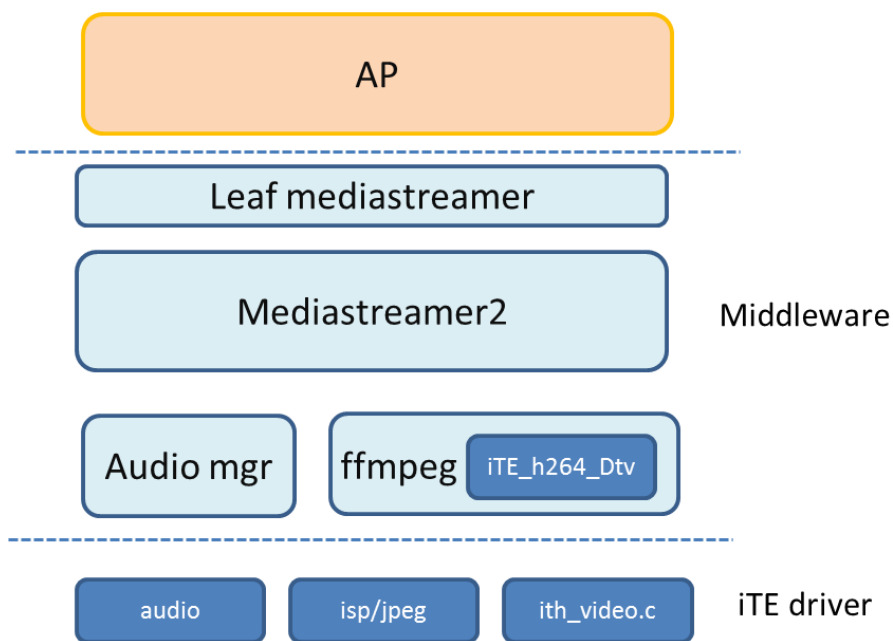 AP
Leaf mediastreamer
Mediastreamer2
Middleware
Audio mgr
ffmpeg
iTE_h264_Dtv
audio
isp/jpeg
ith_video.c
iTE driver